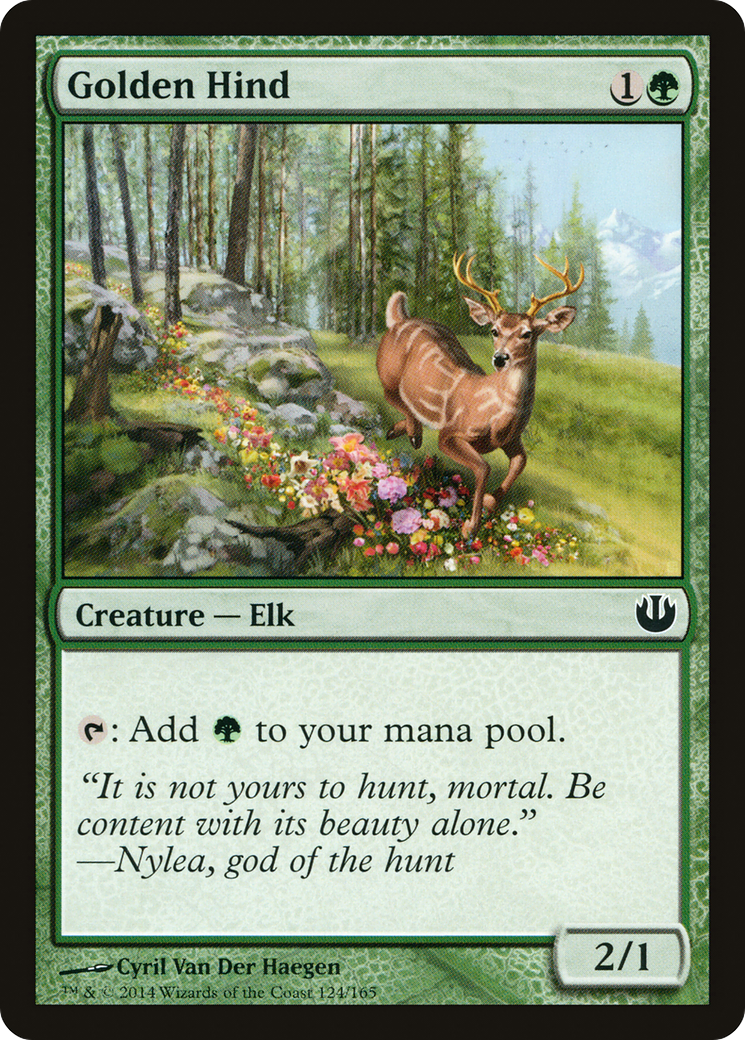 Golden Hind
1
Creature — Elk
: Add to your mana pool.
“It is not yours to hunt, mortal. Be
content with its beauty alone.”
—Nylea, god of the hunt
2/1
Cyril Van Der Haegen
™ & © 2014 Wizards of the Coast 124/165